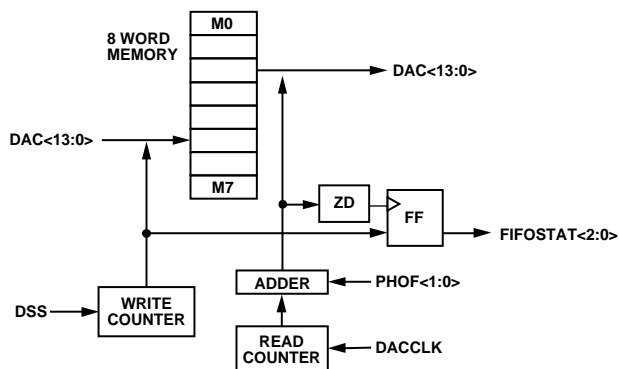 M0
8 WORD
MEMORY
DAC<13:0>
DAC<13:0>
M7
ZD
FF
FIFOSTAT<2:0>
ADDER
PHOF<1:0>
DSS
WRITE
COUNTER
READ
COUNTER
DACCLK